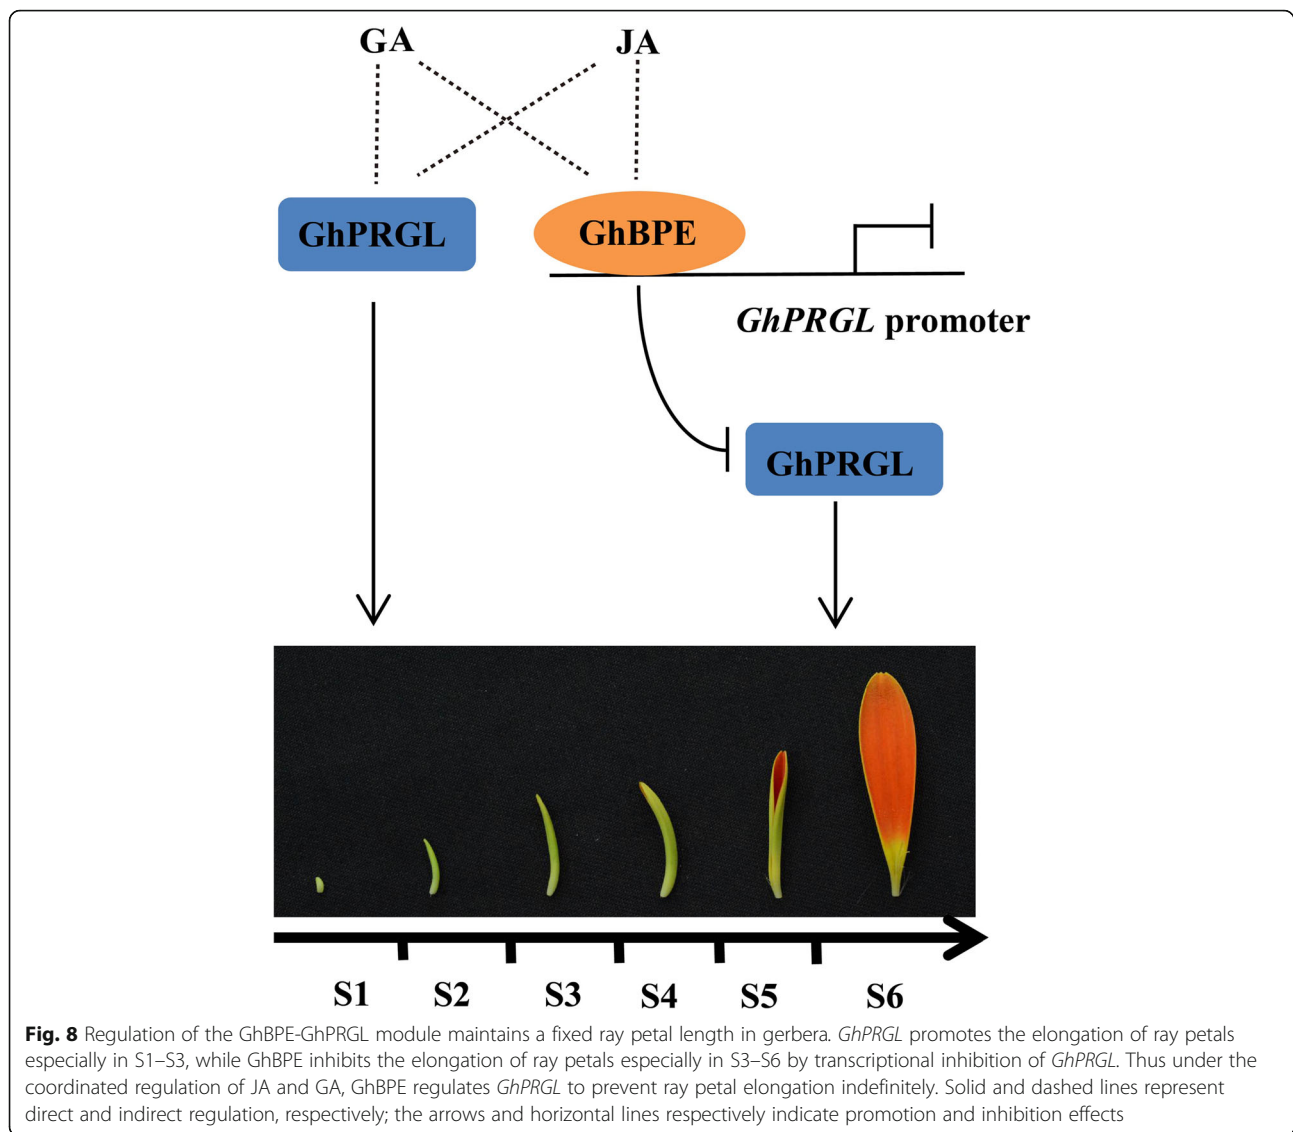 GA JA
GhPRGL GhBPE
GhPRGL promoter
GhPRGL
S1 S2 S3 S4 S5 S6
Fig. 8 Regulation of the GhBPE-GhPRGL module maintains a fixed ray petal length in gerbera. GhPRGL promotes the elongation of ray petals
especially in S1–S3, while GhBPE inhibits the elongation of ray petals especially in S3–S6 by transcriptional inhibition of GhPRGL. Thus under the
coordinated regulation of JA and GA, GhBPE regulates GhPRGL to prevent ray petal elongation indefinitely. Solid and dashed lines represent
direct and indirect regulation, respectively; the arrows and horizontal lines respectively indicate promotion and inhibition effects